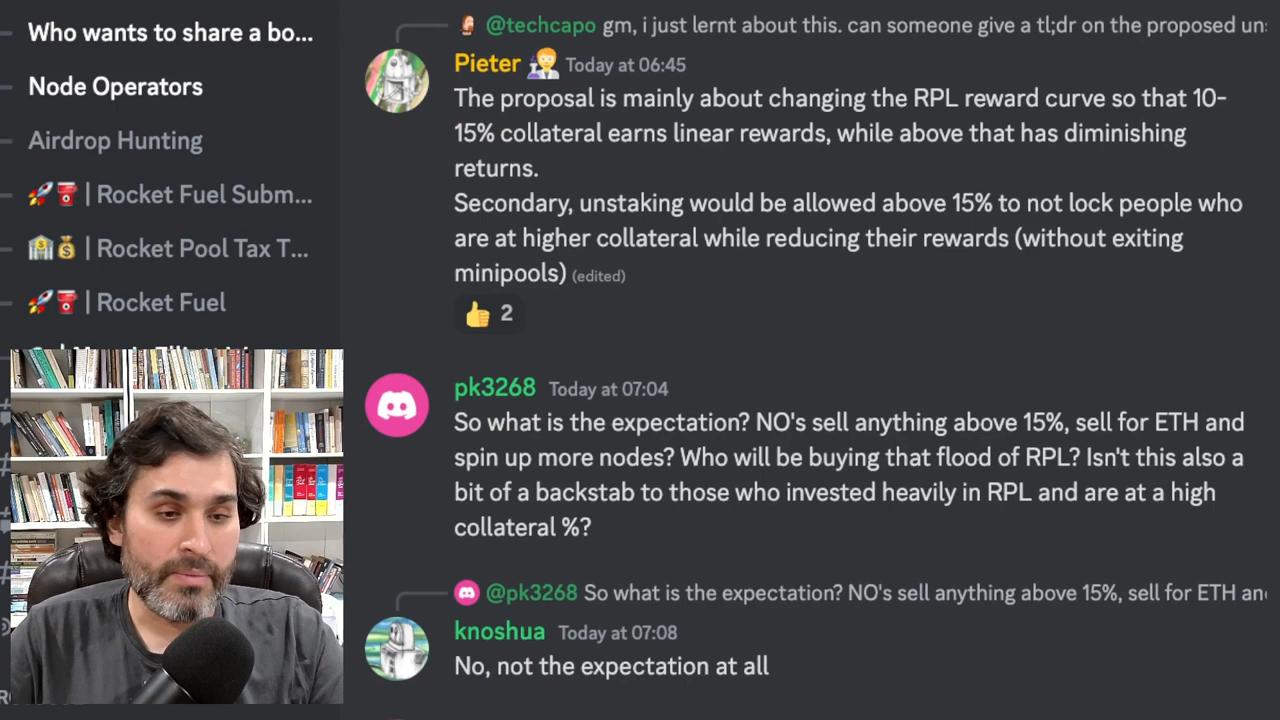 Who wants to share a bo...
Node Operators
Airdrop Hunting
| Rocket Fuel Subm...
| Rocket Pool Tax T...
| Rocket Fuel
@techcapo gm, i just lernt about this. can someone give a tl;dr on the proposed un
Pieter Today at 06:45
The proposal is mainly about changing the RPL reward curve so that 10-
15% collateral earns linear rewards, while above that has diminishing
returns.
Secondary, unstaking would be allowed above 15% to not lock people who
are at higher collateral while reducing their rewards (without exiting
minipools) (edited)
2
pk3268 Today at 07:04
So what is the expectation? NO's sell anything above 15%, sell for ETH and
spin up more nodes? Who will be buying that flood of RPL? Isn't this also a
bit of a backstab to those who invested heavily in RPL and are at a high
collateral %?
@pk3268 So what is the expectation? NO's sell anything above 15%, sell for ETH an
knoshua Today at 07:08
No, not the expectation at all